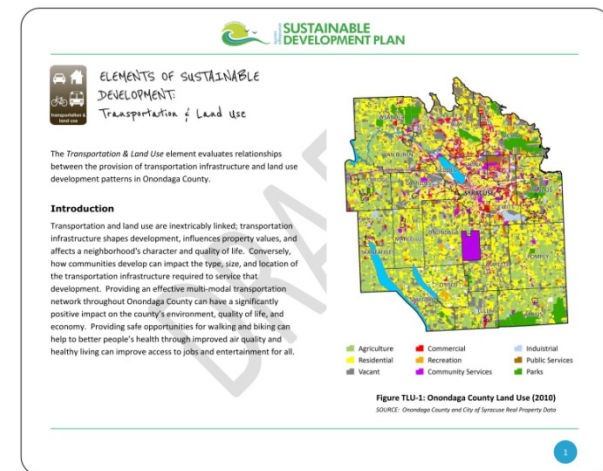 SUSTAINABLE
DEVELOPMENT PLAN
ELEMENTS OF SUSTAINABLE
DEVELOPMENT:
Transportation & Land Use
transportation &
land use
The Transportation & Land Use element evaluates relationships
between the provision of transportation infrastructure and land use
development patterns in Onondaga County.
Introduction
Transportation and land use are inextricably linked; transportation
infrastructure shapes development, influences property values, and
affects a neighborhood's character and quality of life. Conversely,
how communities develop can impact the type, size, and location of
the transportation infrastructure required to service that
development. Providing an effective multi-modal transportation
network throughout Onondaga County can have a significantly
positive impact on the county's environment, quality of life, and
economy. Providing safe opportunities for walking and biking can
help to better people's health through improved air quality and
healthy living can improve access to jobs and entertainment for all.
DRAFT
SYRACUSE
Agriculture Commercial Industrial
Residential Recreation Public Services
Vacant Community Services Parks
Figure TLU-1: Onondaga County Land Use (2010)
SOURCE: Onondaga County and City of Syracuse Real Property Data
1